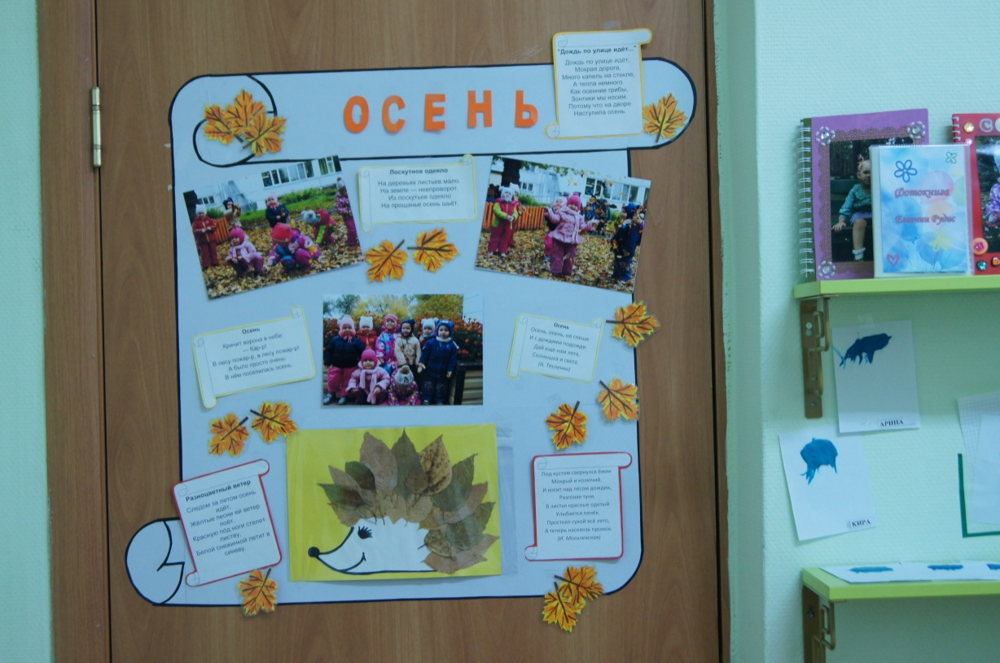 ОСЕНЬ
"Дождь по улице идёт..."
Дождь по улице идёт,
Мокрая дорога,
Много капель на стекле,
А тепла немного.
Как осенние грибы,
Зонтики мы носим,
Потому что на дворе
Наступила осень.
Лоскутное одеяло
На деревьях листьев мало.
На земле — невпроворот.
Из лоскутьев одеяло
На прощанье осень шьёт.
Осень
Кричит ворона в небе:
— Кар-р!
В лесу пожар-р, в лесу пожар-р!
А было просто очень:
В нём поселилась осень.
Осень
Осень, осень, не спеши
И с дождями подожди.
Дай еще нам лета,
Солнышка и света.
Разноцветный ветер
Следом за летом осень
идёт,
Жёлтые песни ей ветер
поёт.
Красную под ноги стелет
листву,
Белой снежинкой летит в
синеву
Под кустом свернулся ёжик
Мокрый и колючий.
И косит над лесом дождик,
Разгоняя тучи.
В листья красные одетый
Улыбается пенёк.
Простоял сухой всё лето,
А теперь насквозь промок.
Фотокнига
Евгении Рудис
АРИНА
КИРА